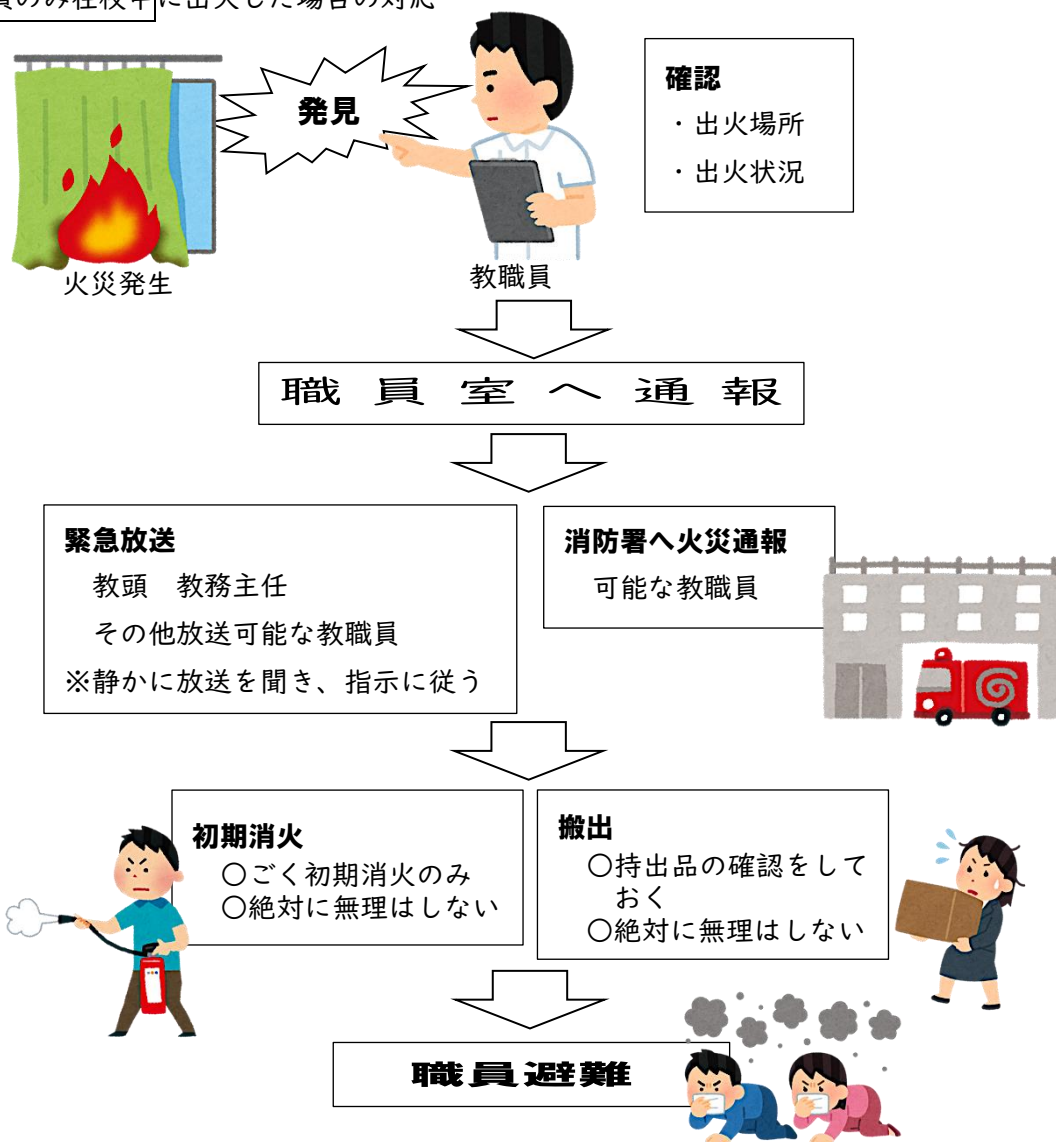 員のみ在校中に出火した場合の対応
発見
確認
・出火場所
・出火状況
火災発生
教職員
職員室へ通報
緊急放送
教頭　教務主任
その他放送可能な教職員
※静かに放送を聞き、指示に従う
消防署へ火災通報
可能な教職員
初期消火
○ごく初期消火のみ
○絶対に無理はしない
搬出
○持出品の確認をして
おく
○絶対に無理はしない
職員避難